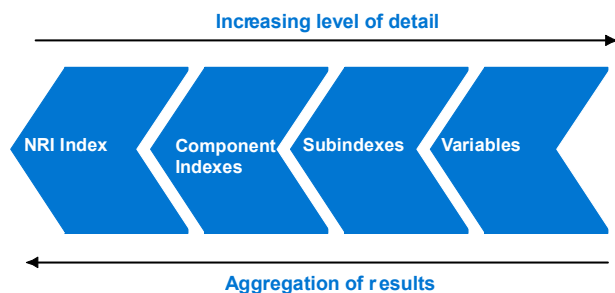 Increasing level of detail
NRI Index
Component
Indexes
Subindexes
Variables
Aggregation of results